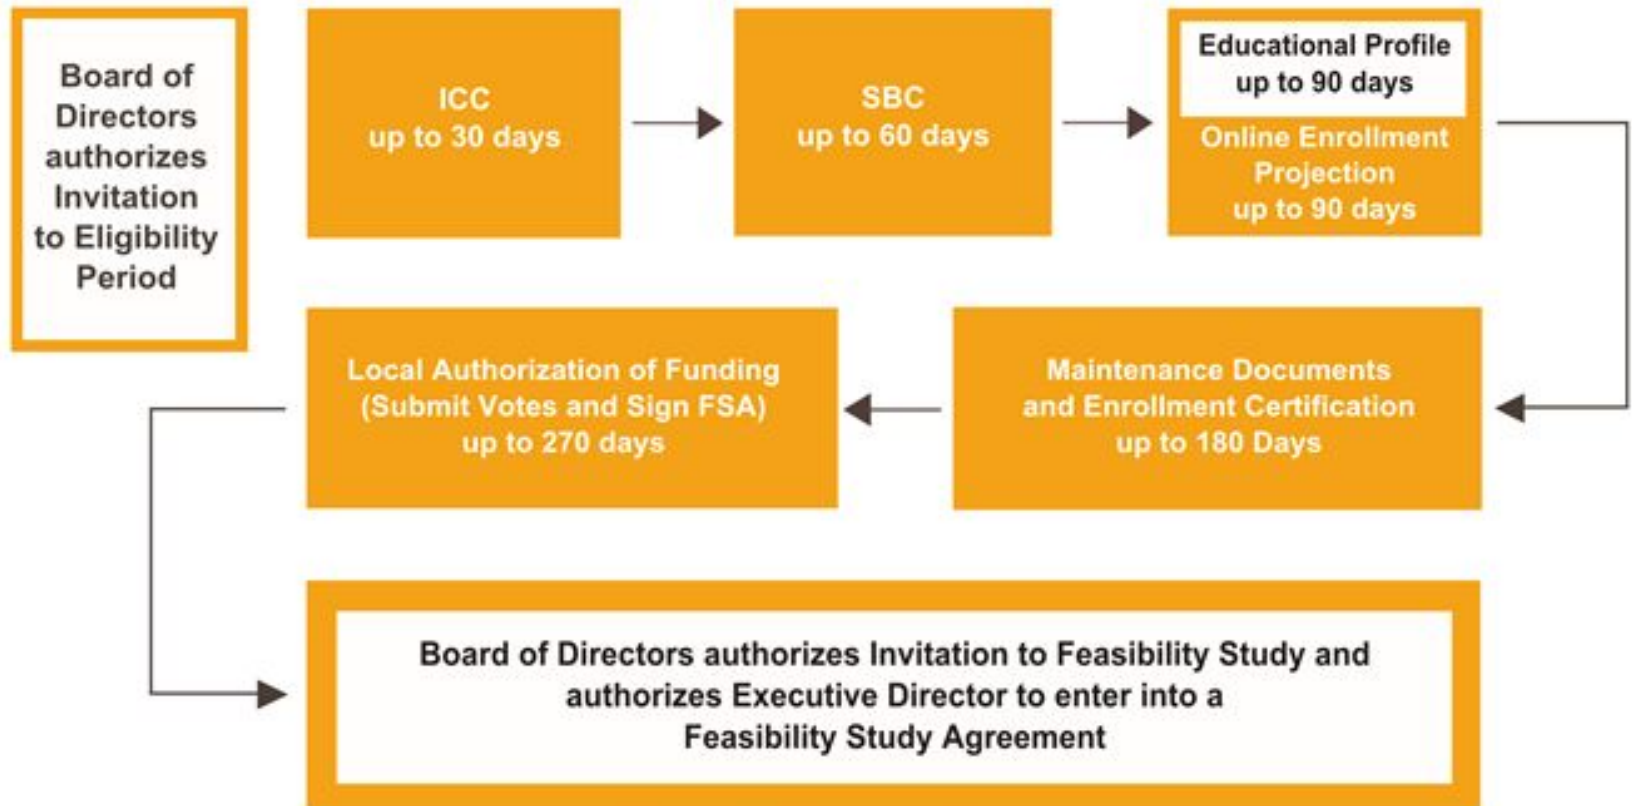 Board of
Directors
authorizes
Invitation
to Eligibility
Period
ICC
up to 30 days
SBC
up to 60 days
Educational Profile
up to 90 days
Online Enrollment
Projection
up to 90 days
Maintenance Documents
and Enrollment Certification
up to 180 Days
Local Authorization of Funding
(Submit Votes and Sign FSA)
up to 270 days
Board of Directors authorizes Invitation to Feasibility Study and
authorizes Executive Director to enter into a
Feasibility Study Agreement